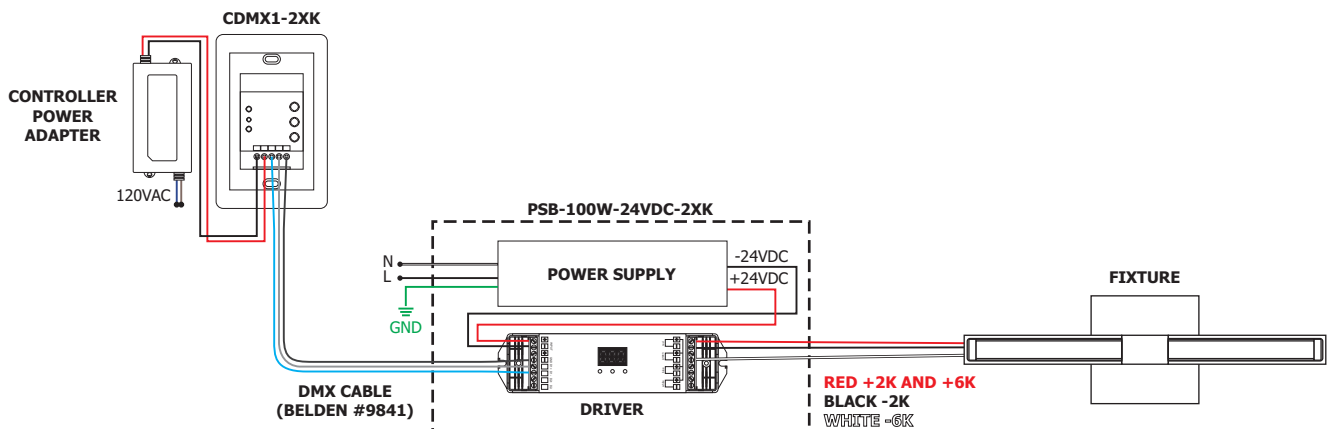 CDMX1-2XK
CONTROLLER
POWER
ADAPTER
120VAC
PSB-100W-24VDC-2XK
N
L
GND
POWER SUPPLY
-24VDC
+24VDC
FIXTURE
DMX CABLE
(BELDEN #9841)
DRIVER
RED +2K AND +6K
BLACK -2K
WHITE -6K